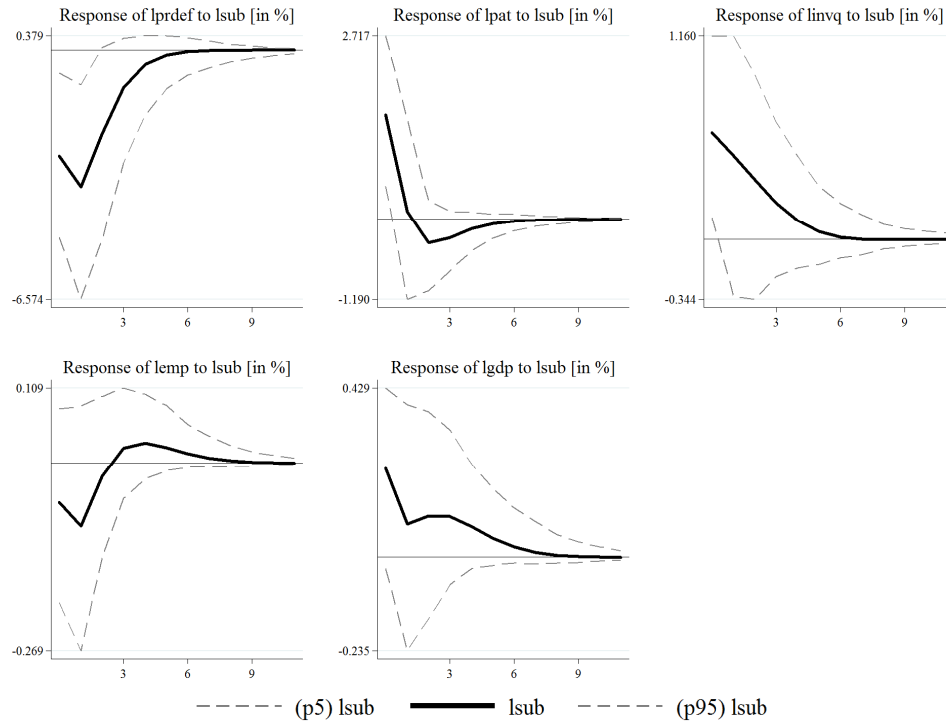 Response of lprdef to lsub [in %]
0.379
-6.574
3 6 9
Response of lpat to lsub [in %]
2.717
-1.190
3 6 9
Response of linvq to lsub [in %]
1.160
-0.344
3 6 9
Response of lemp to lsub [in %]
0.109
-0.269
3 6 9
Response of lgdp to lsub [in %]
0.429
-0.235
3 6 9
(p5) lsub lsub (p95) lsub